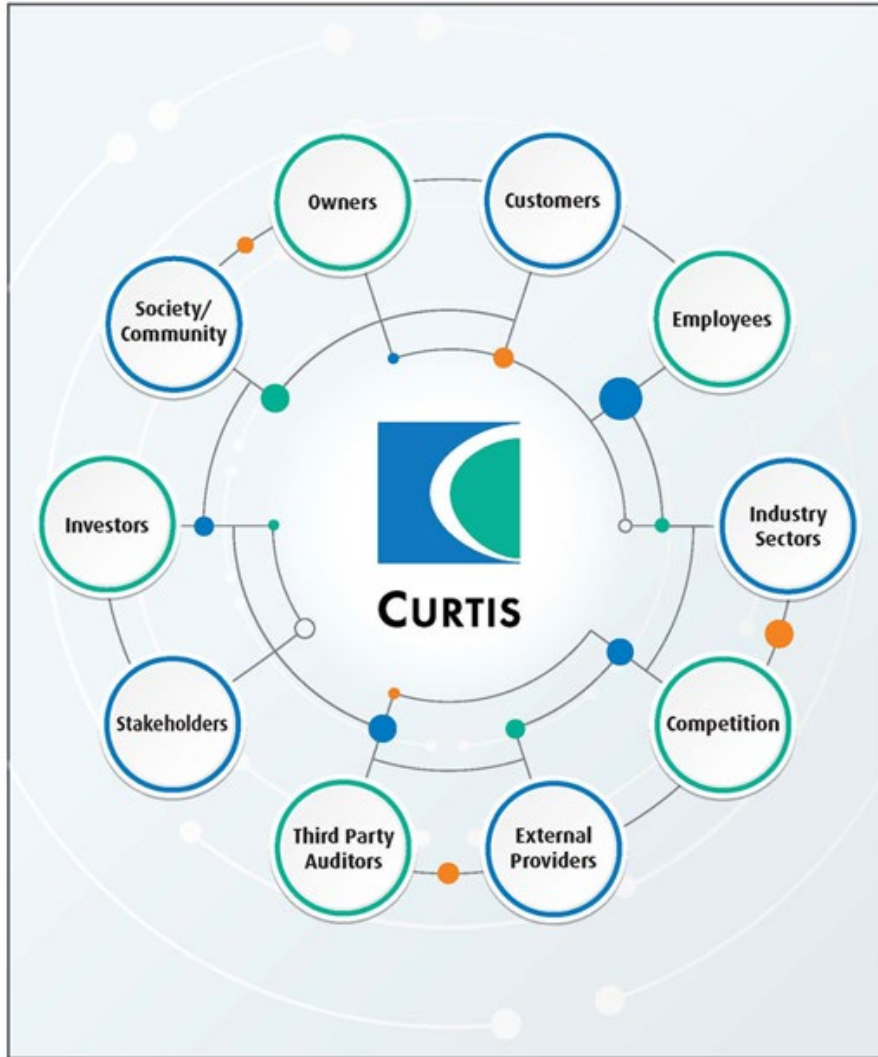 Owners
Customers
Society/
Community
Employees
Investors
Industry
Sectors
CURTIS
Stakeholders
Competition
Third Party
Auditors
External
Providers